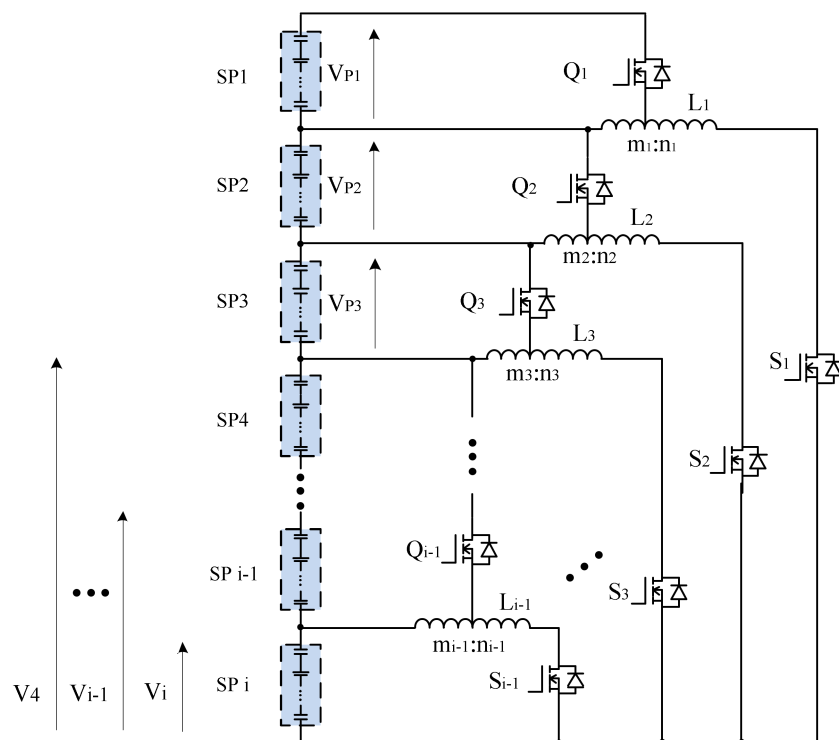 SP1
VP1
Q1
L1
m1:n1
SP2
VP2
Q2
L2
m2:n2
SP3
VP3
Q3
L3
m3:n3
S1
SP4
S2
Qi-1
SP i-1
S3
Li-1
mi-1:ni-1
V4
Vi-1
Vi
SP i
Si-1